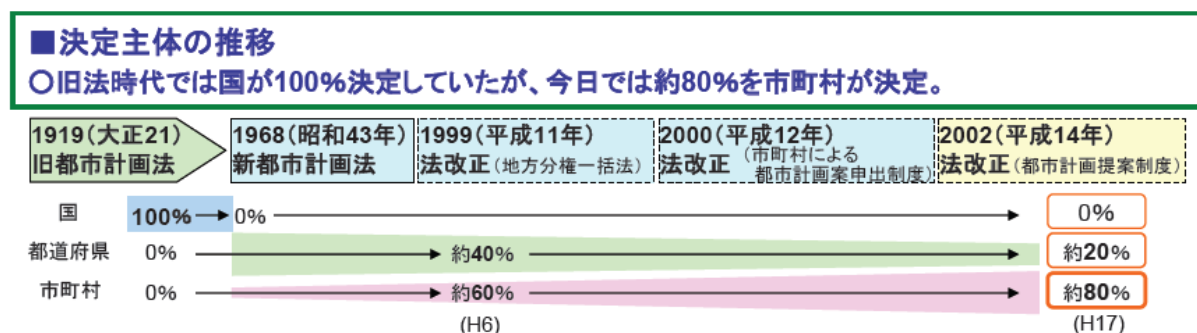 ■決定主体の推移
〇旧法時代では国が100%決定していたが、今日では約80%を市町村が決定。
1919(大正21)
旧都市計画法
1968(昭和43年)
新都市計画法
1999(平成11年)
法改正(地方分権一括法)
2000(平成12年)
法改正(市町村による
都市計画案申出制度)
2002(平成14年)
法改正(都市計画提案制度)
国 100% 0% 0%
都道府県 0% 約40% 約20%
市町村 0% 約60% 約80%
(H6) (H17)